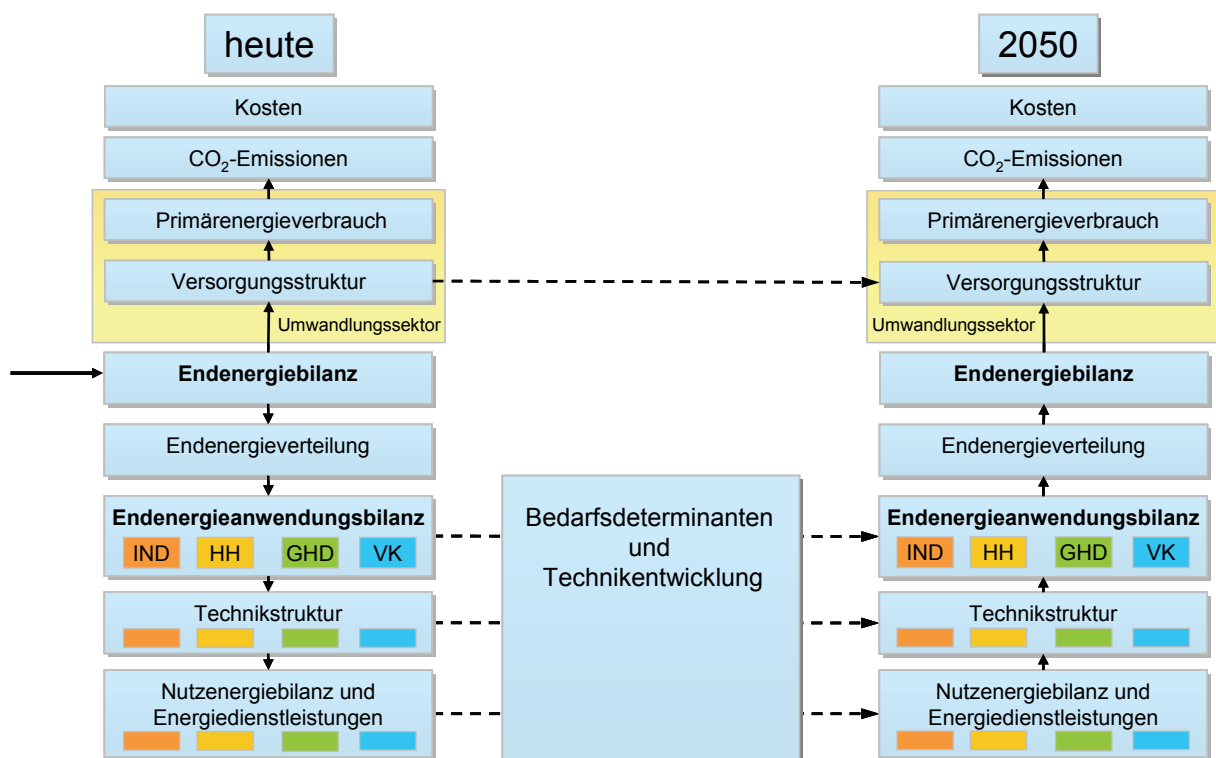 heute
Kosten
CO₂-Emissionen
Primärenergieverbrauch
Versorgungsstruktur
Umwandlungssektor
Endenergiebilanz
Endenergieverteilung
Endenergieanwendungsbilanz
IND HH GHD VK
Technikstruktur
Nutzenergiebilanz und
Energiedienstleistungen
Bedarfsdeterminanten
und
Technikentwicklung
2050
Kosten
CO₂-Emissionen
Primärenergieverbrauch
Versorgungsstruktur
Umwandlungssektor
Endenergiebilanz
Endenergieverteilung
Endenergieanwendungsbilanz
IND HH GHD VK
Technikstruktur
Nutzenergiebilanz und
Energiedienstleistungen